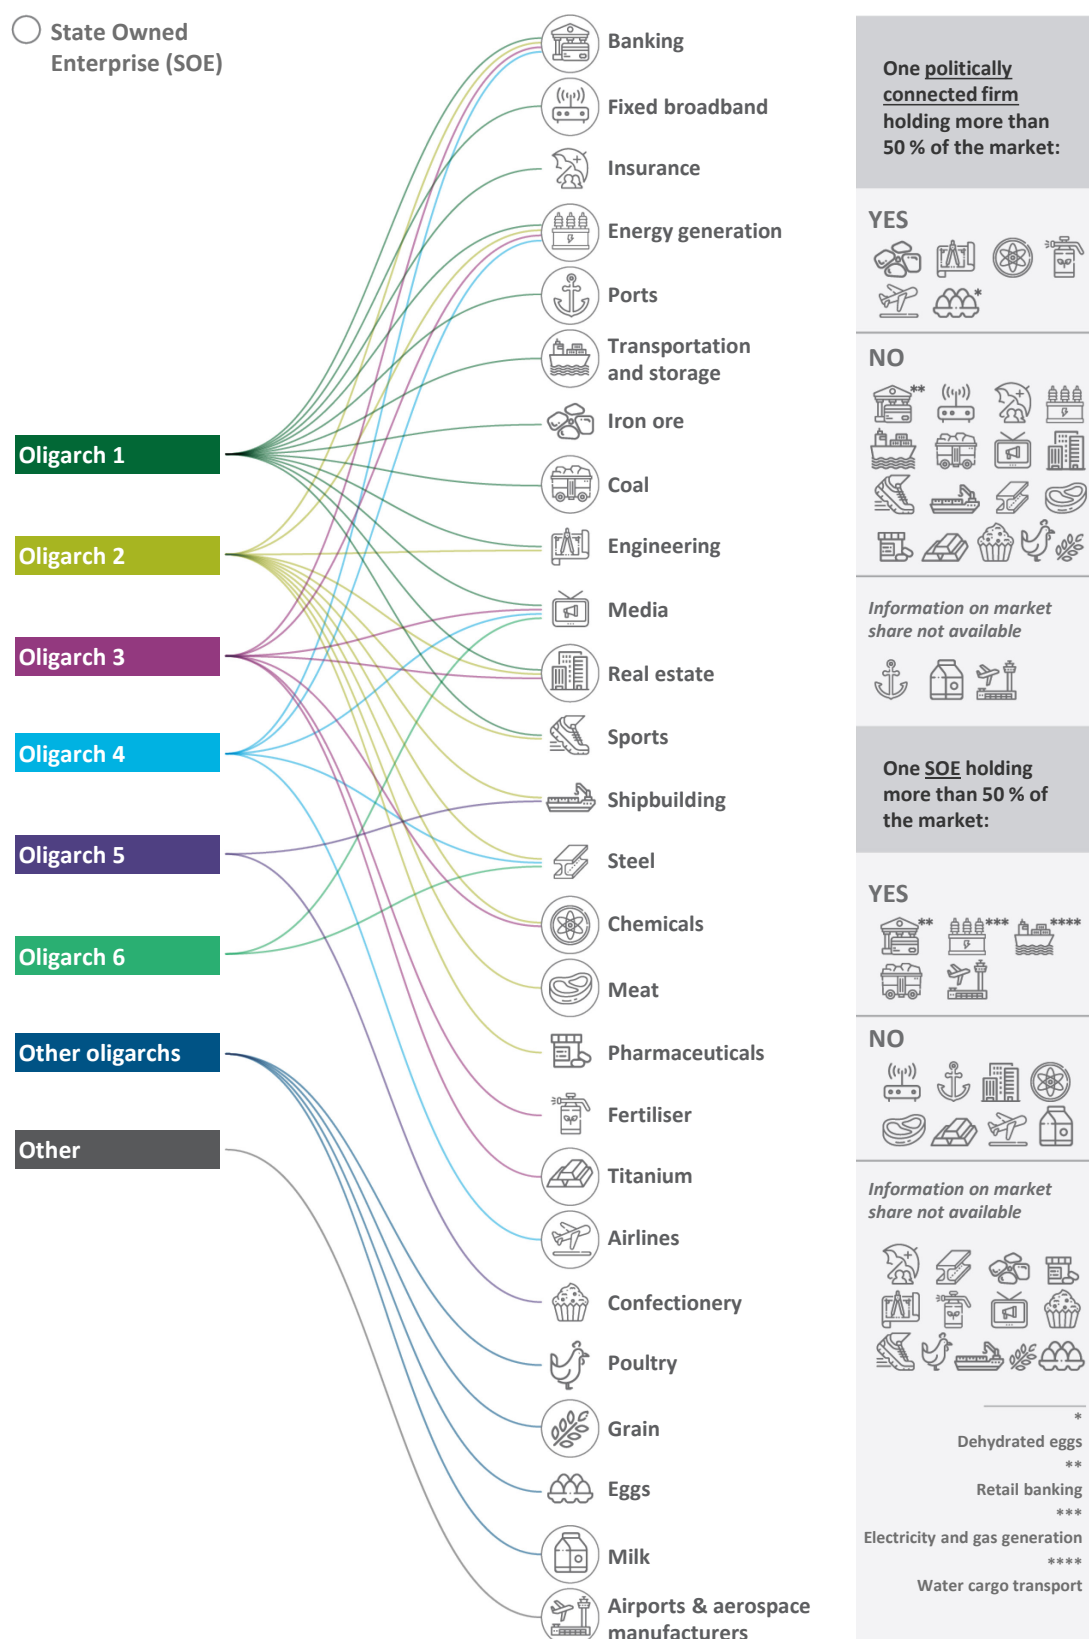 State Owned
Enterprise (SOE)
Oligarch 1
Oligarch 2
Oligarch 3
Oligarch 4
Oligarch 5
Oligarch 6
Other oligarchs
Other
Banking
Fixed broadband
Insurance
Energy generation
Ports
Transportation
and storage
Iron ore
Coal
Engineering
Media
Real estate
Sports
Shipbuilding
Steel
Chemicals
Meat
Pharmaceuticals
Fertiliser
Titanium
Airlines
Confectionery
Poultry
Grain
Eggs
Milk
Airports & aerospace
manufacturers
One politically
connected firm
holding more than
50 % of the market:
YES
*
NO
**
Information on market
share not available
One SOE holding
more than 50 % of
the market:
YES
** *** ****
NO
Information on market
share not available
*
Dehydrated eggs
**
Retail banking
***
Electricity and gas generation
****
Water cargo transport